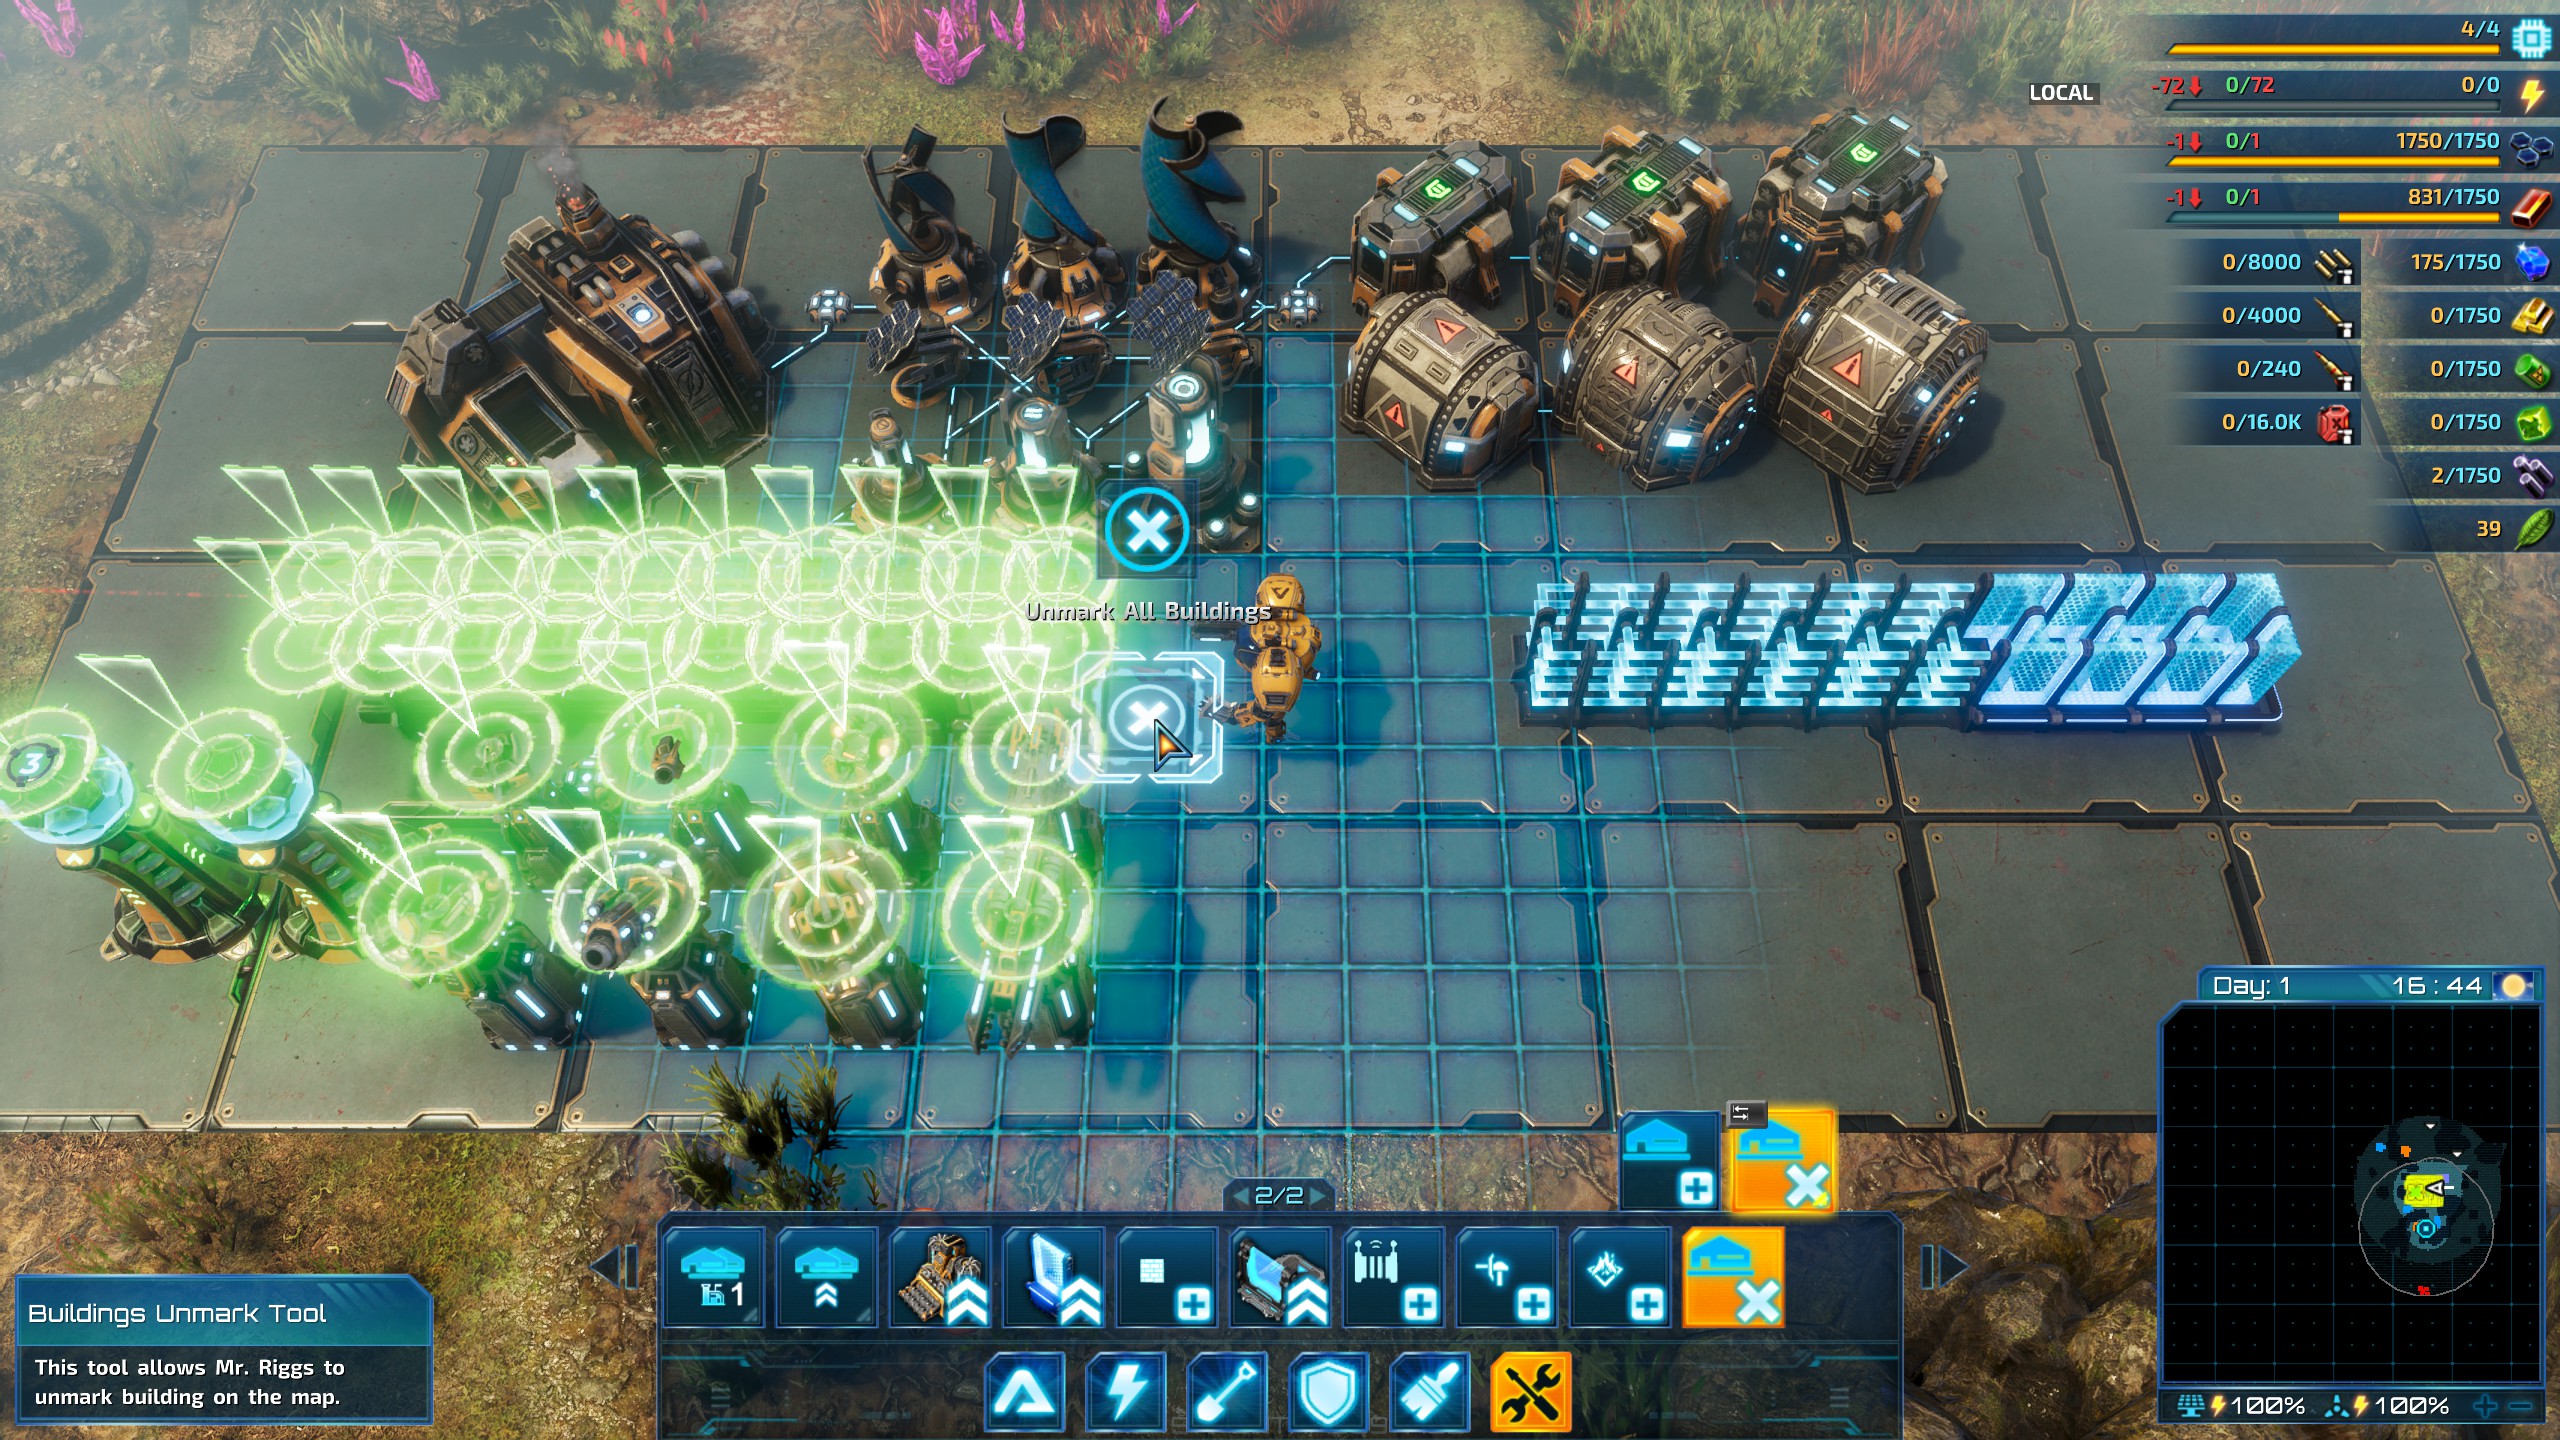 4/4
-72 0/72 0/0
LOCAL
-1 0/1 1750/1750
-1 0/1 831/1750
0/8000 175/1750
0/4000 0/1750
0/240 0/1750
0/16.0K 0/1750
2/1750
39
Unmark All Buildings
3
Day: 1 16:44
2/2
1
Buildings Unmark Tool
This tool allows Mr. Riggs to
unmark building on the map.
100% 100%